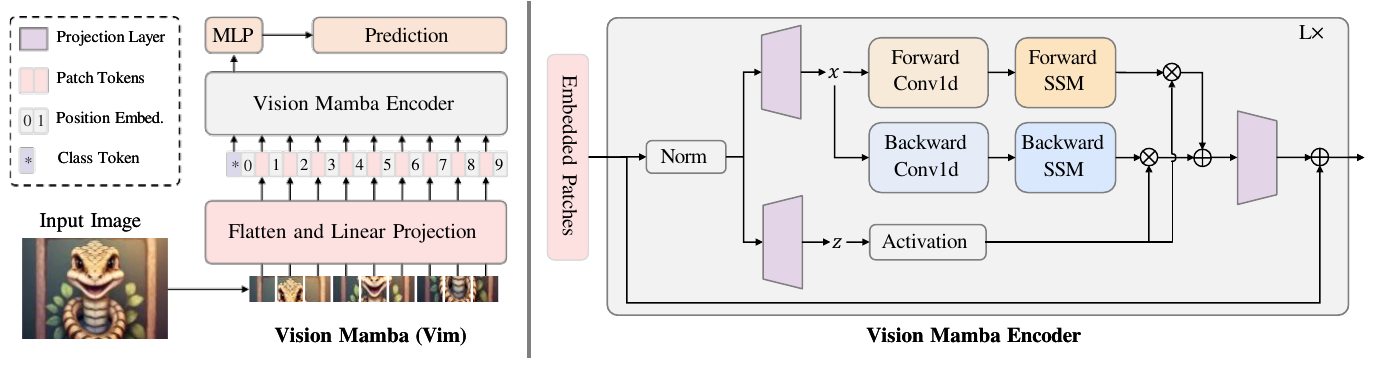 Projection Layer
Patch Tokens
0 1 Position Embed.
* Class Token
Input Image
MLP
Prediction
Vision Mamba Encoder
* 0 1 2 3 4 5 6 7 8 9
Flatten and Linear Projection
Vision Mamba (Vim)
Embedded Patches
L×
Norm
x
Forward
Conv1d
Forward
SSM
Backward
Conv1d
Backward
SSM
z
Activation
Vision Mamba Encoder